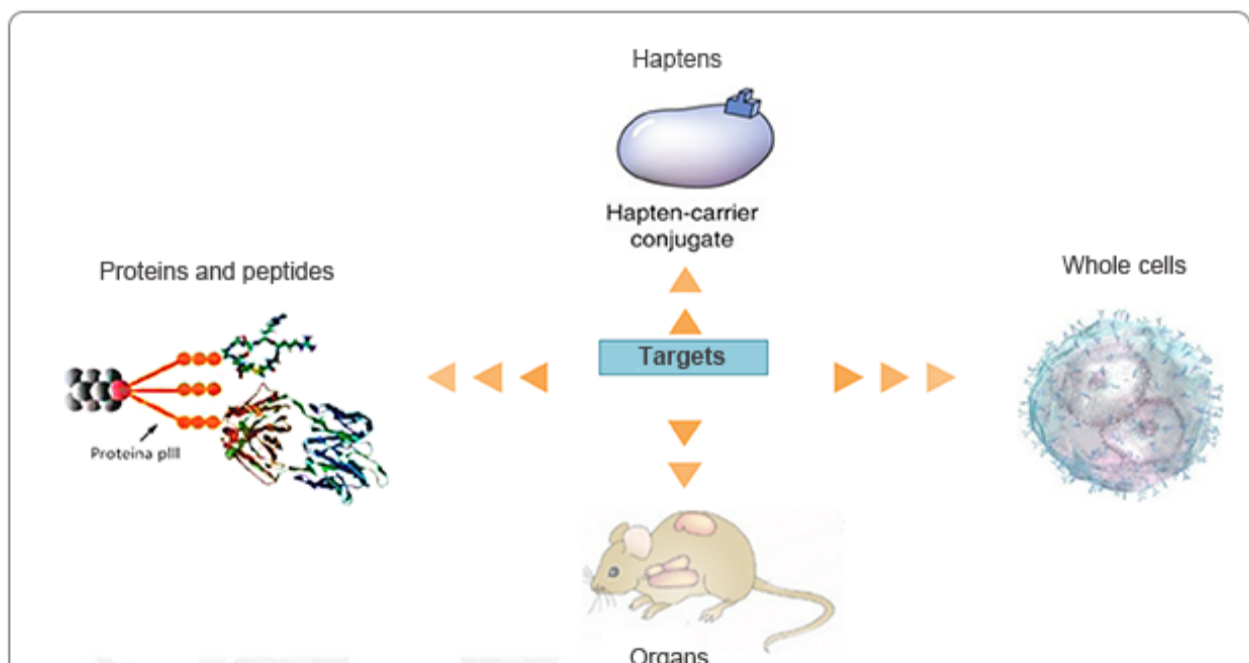 Haptens
Hapten-carrier
conjugate
Proteins and peptides
Whole cells
Targets
Proteina pIII
Organs